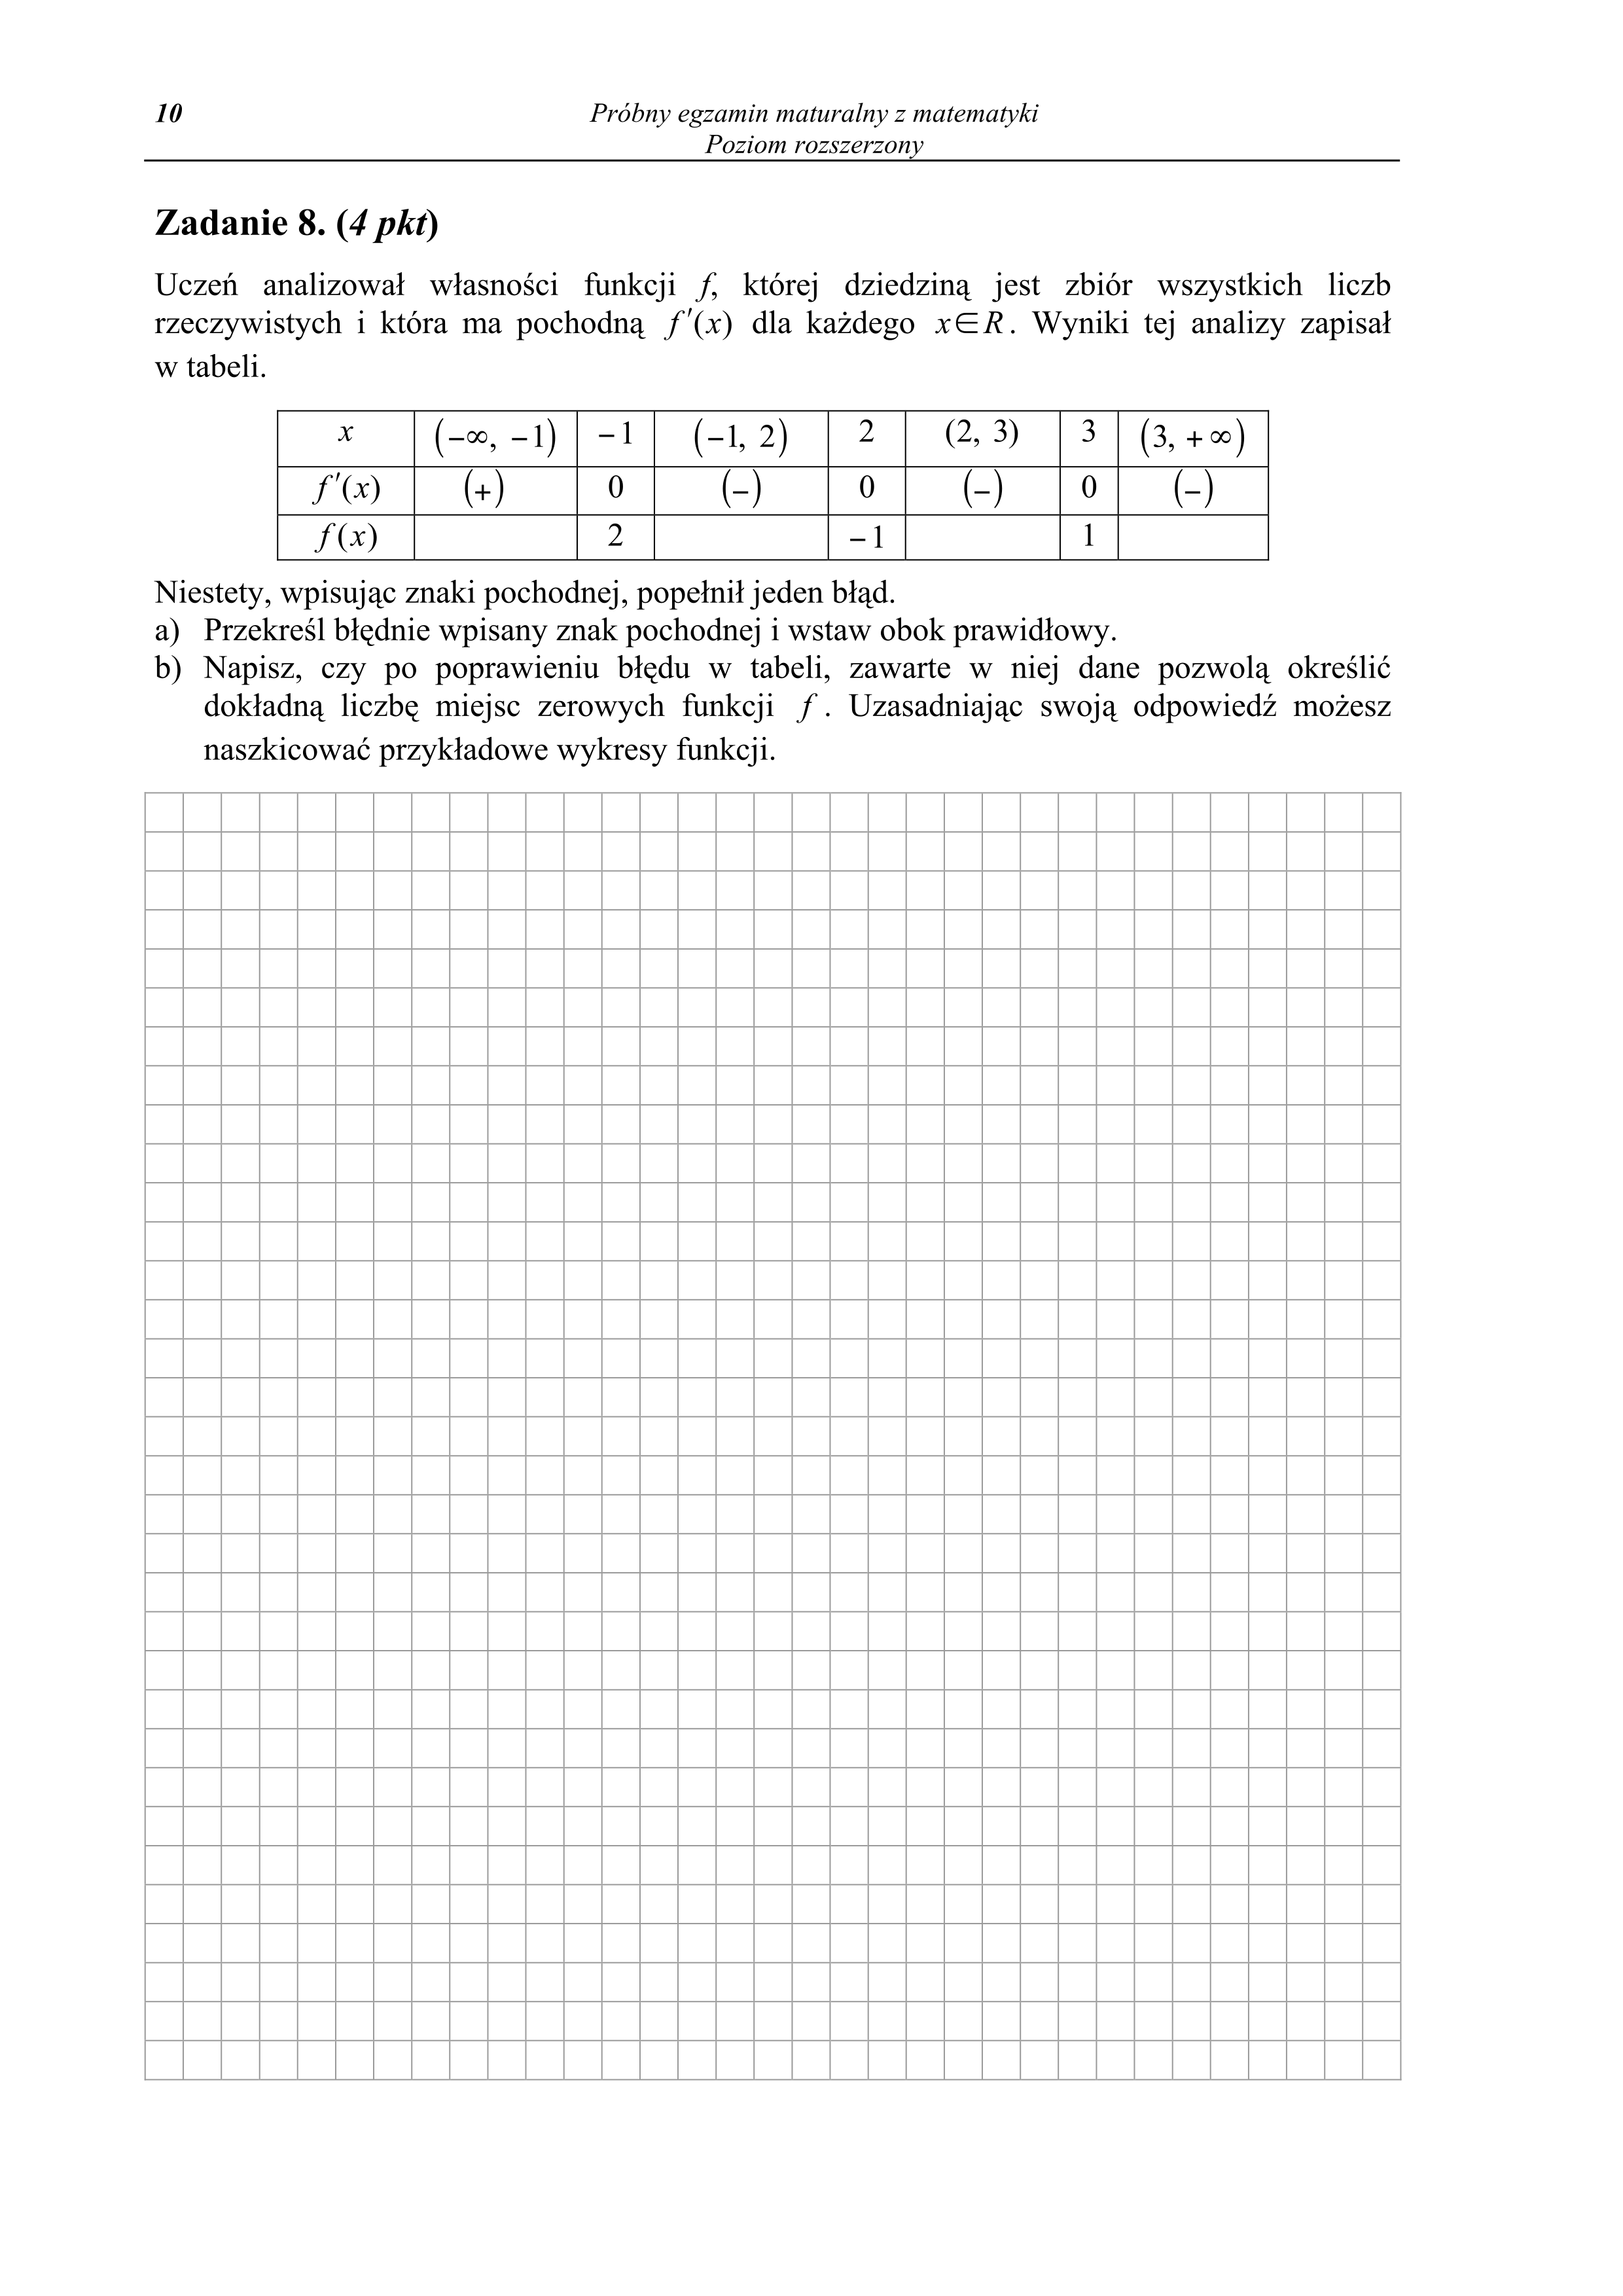 10
Próbny egzamin maturalny z matematyki
Poziom rozszerzony
Zadanie 8. (4 pkt)
Uczeń analizował własności funkcji f, której dziedziną jest zbiór wszystkich liczb
rzeczywistych i która ma pochodną f′(x) dla każdego x∈R. Wyniki tej analizy zapisał
w tabeli.
x (−∞, −1) −1 (−1, 2) 2 (2, 3) 3 (3, +∞)
f′(x) (+) 0 (−) 0 (−) 0 (−)
f(x) 2 −1 1
Niestety, wpisując znaki pochodnej, popełnił jeden błąd.
a) Przekreśl błędnie wpisany znak pochodnej i wstaw obok prawidłowy.
b) Napisz, czy po poprawieniu błędu w tabeli, zawarte w niej dane pozwolą określić
dokładną liczbę miejsc zerowych funkcji f . Uzasadniając swoją odpowiedź możesz
naszkicować przykładowe wykresy funkcji.